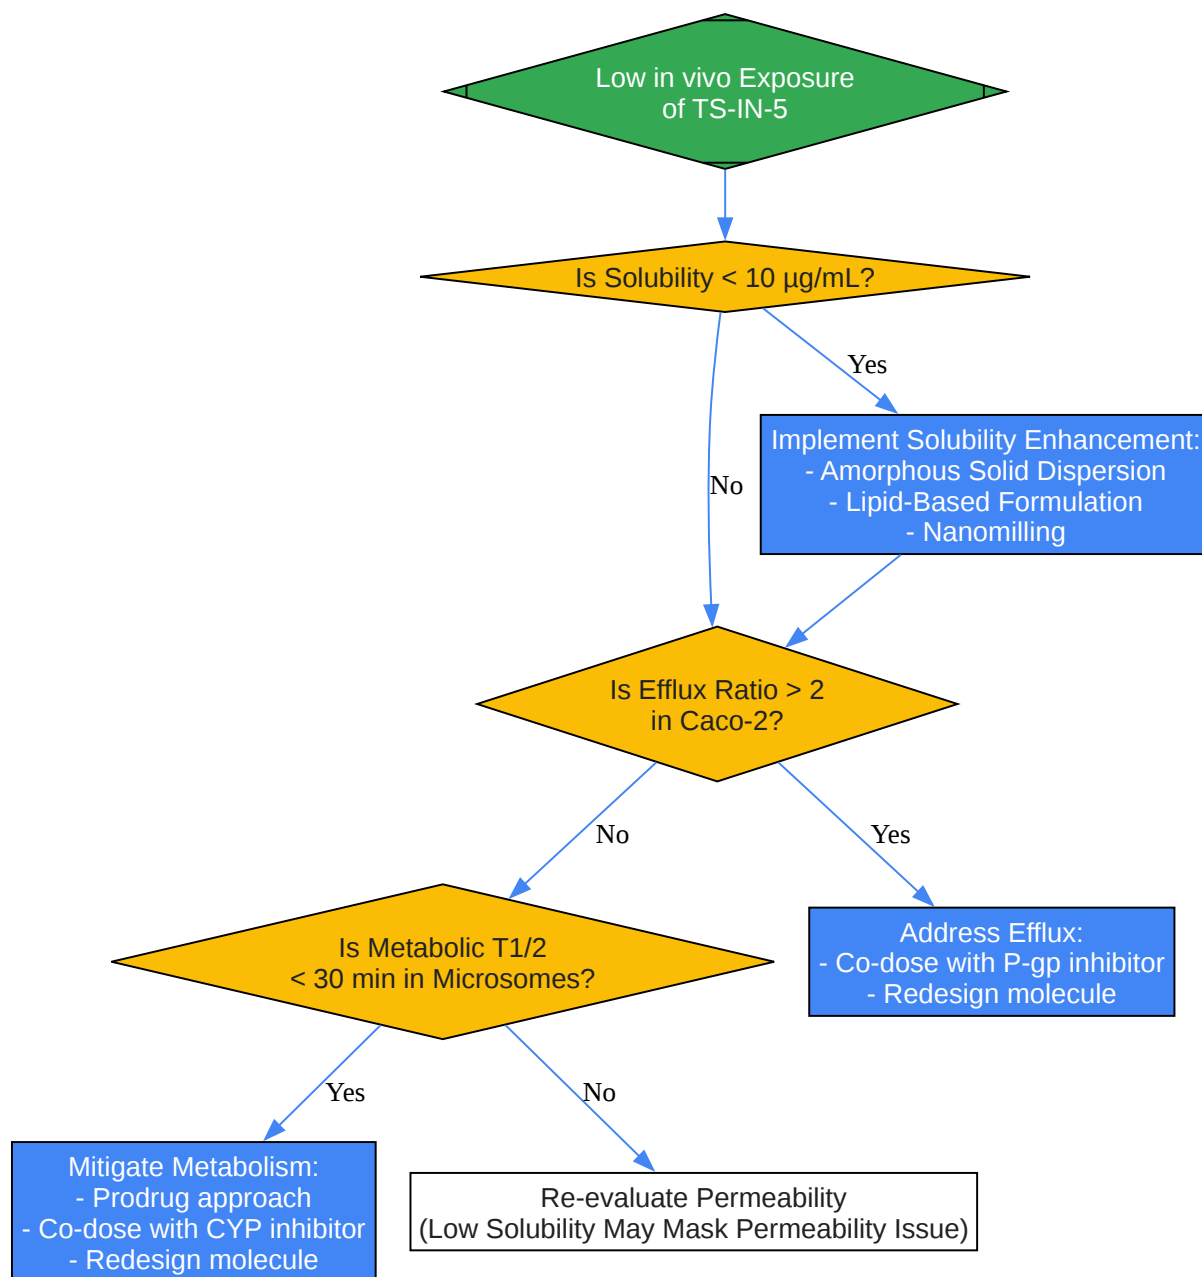 Low in vivo Exposure
of TS-IN-5
Is Solubility < 10 µg/mL?
Yes
Implement Solubility Enhancement:
- Amorphous Solid Dispersion
- Lipid-Based Formulation
- Nanomilling
No
Is Efflux Ratio > 2
in Caco-2?
No
Yes
Is Metabolic T1/2
< 30 min in Microsomes?
Address Efflux:
- Co-dose with P-gp inhibitor
- Redesign molecule
Yes
No
Mitigate Metabolism:
- Prodrug approach
- Co-dose with CYP inhibitor
- Redesign molecule
Re-evaluate Permeability
(Low Solubility May Mask Permeability Issue)